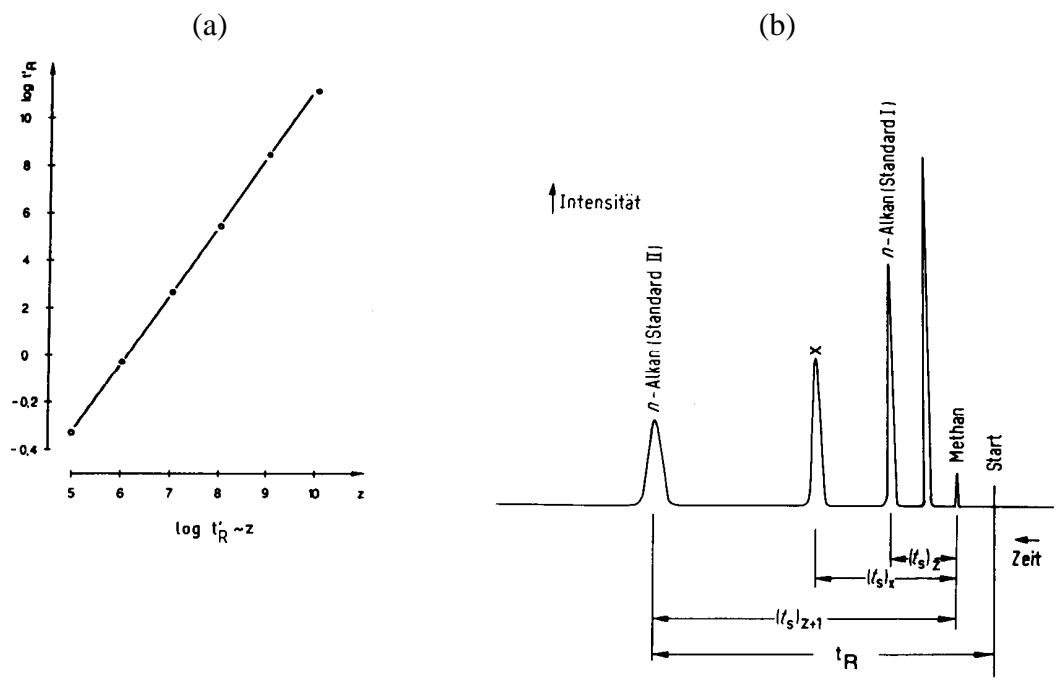 (a)
(b)
log t'R
10
8
6
4
2
0
-0,2
-0,4
5 6 7 8 9 10 z
log t'R ~ z
Intensität
n-Alkan (Standard II)
x
n-Alkan (Standard I)
Methan
Start
Zeit
(ts)z
(ts)x
(ts)z+1
tR